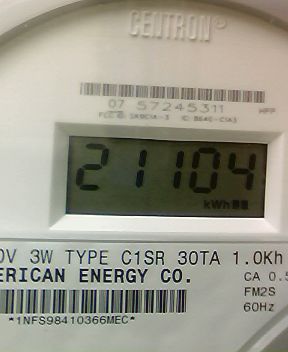 CENTRON®
07 57245311
21104
kWh
0V 3W TYPE C1SR 30TA 1.0Kh
ERICAN ENERGY CO.
CA 0.5
FM2S
60Hz
*1NFS98410366MEC*